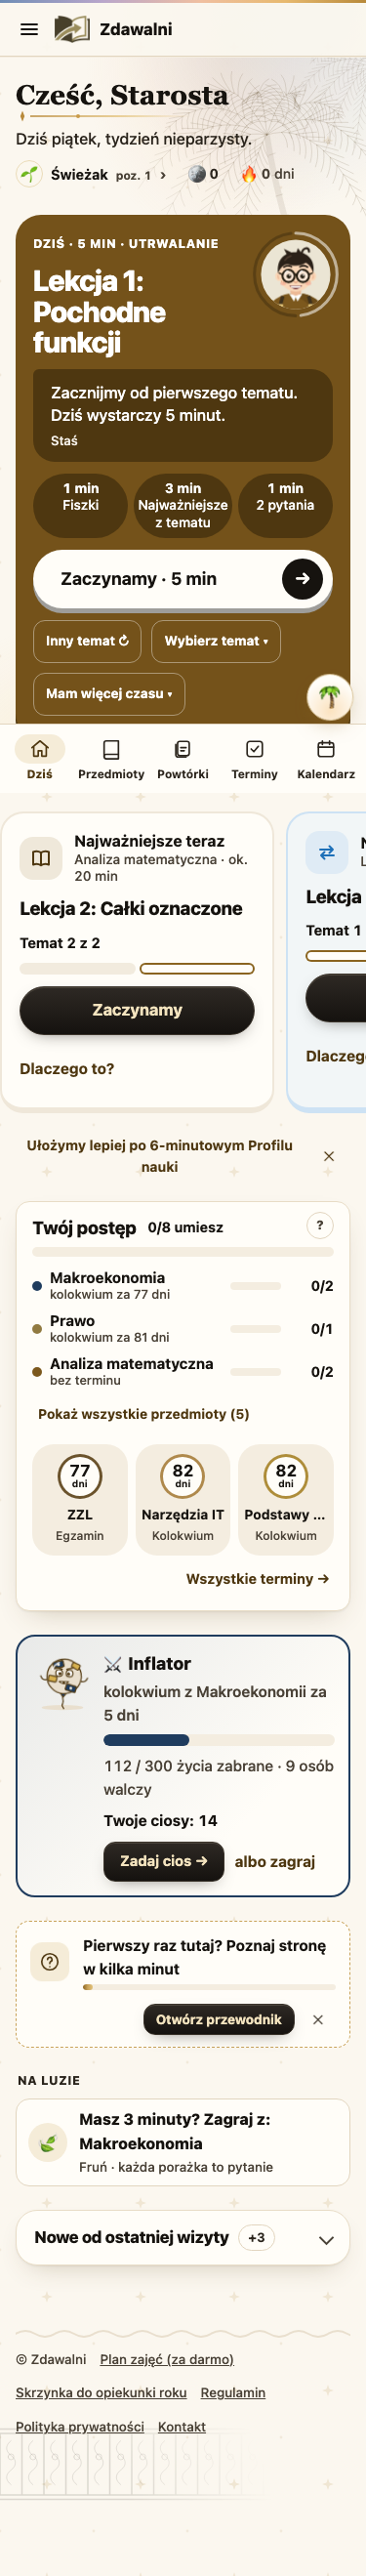 Zdawalni
Cześć, Starosta
Dziś piątek, tydzień nieparzysty.
Świeżak poz. 1 › 0 0 dni
DZIŚ · 5 MIN · UTRWALANIE
Lekcja 1:
Pochodne
funkcji
Zacznijmy od pierwszego tematu.
Dziś wystarczy 5 minut.
Staś
1 min
Fiszki
3 min
Najważniejsze
z tematu
1 min
2 pytania
Zaczynamy · 5 min
Inny temat ↻
Wybierz temat ▾
Mam więcej czasu ▾
Dziś
Przedmioty
Powtórki
Terminy
Kalendarz
Najważniejsze teraz
Analiza matematyczna · ok.
20 min
Lekcja 2: Całki oznaczone
Temat 2 z 2
Zaczynamy
Dlaczego to?
Lekcja
Temat 1
Ułożymy lepiej po 6-minutowym Profilu
nauki
Twój postęp 0/8 umiesz ?
Makroekonomia
kolokwium za 77 dni
0/2
Prawo
kolokwium za 81 dni
0/1
Analiza matematyczna
bez terminu
0/2
Pokaż wszystkie przedmioty (5)
77
dni
ZZL
Egzamin
82
dni
Narzędzia IT
Kolokwium
82
dni
Podstawy ...
Kolokwium
Wszystkie terminy →
Inflator
kolokwium z Makroekonomii za
5 dni
112 / 300 życia zabrane · 9 osób
walczy
Twoje ciosy: 14
Zadaj cios →
albo zagraj
Pierwszy raz tutaj? Poznaj stronę
w kilka minut
Otwórz przewodnik
NA LUZIE
Masz 3 minuty? Zagraj z:
Makroekonomia
Fruń · każda porażka to pytanie
Nowe od ostatniej wizyty +3
© Zdawalni Plan zajęć (za darmo)
Skrzynka do opiekunki roku Regulamin
Polityka prywatności Kontakt